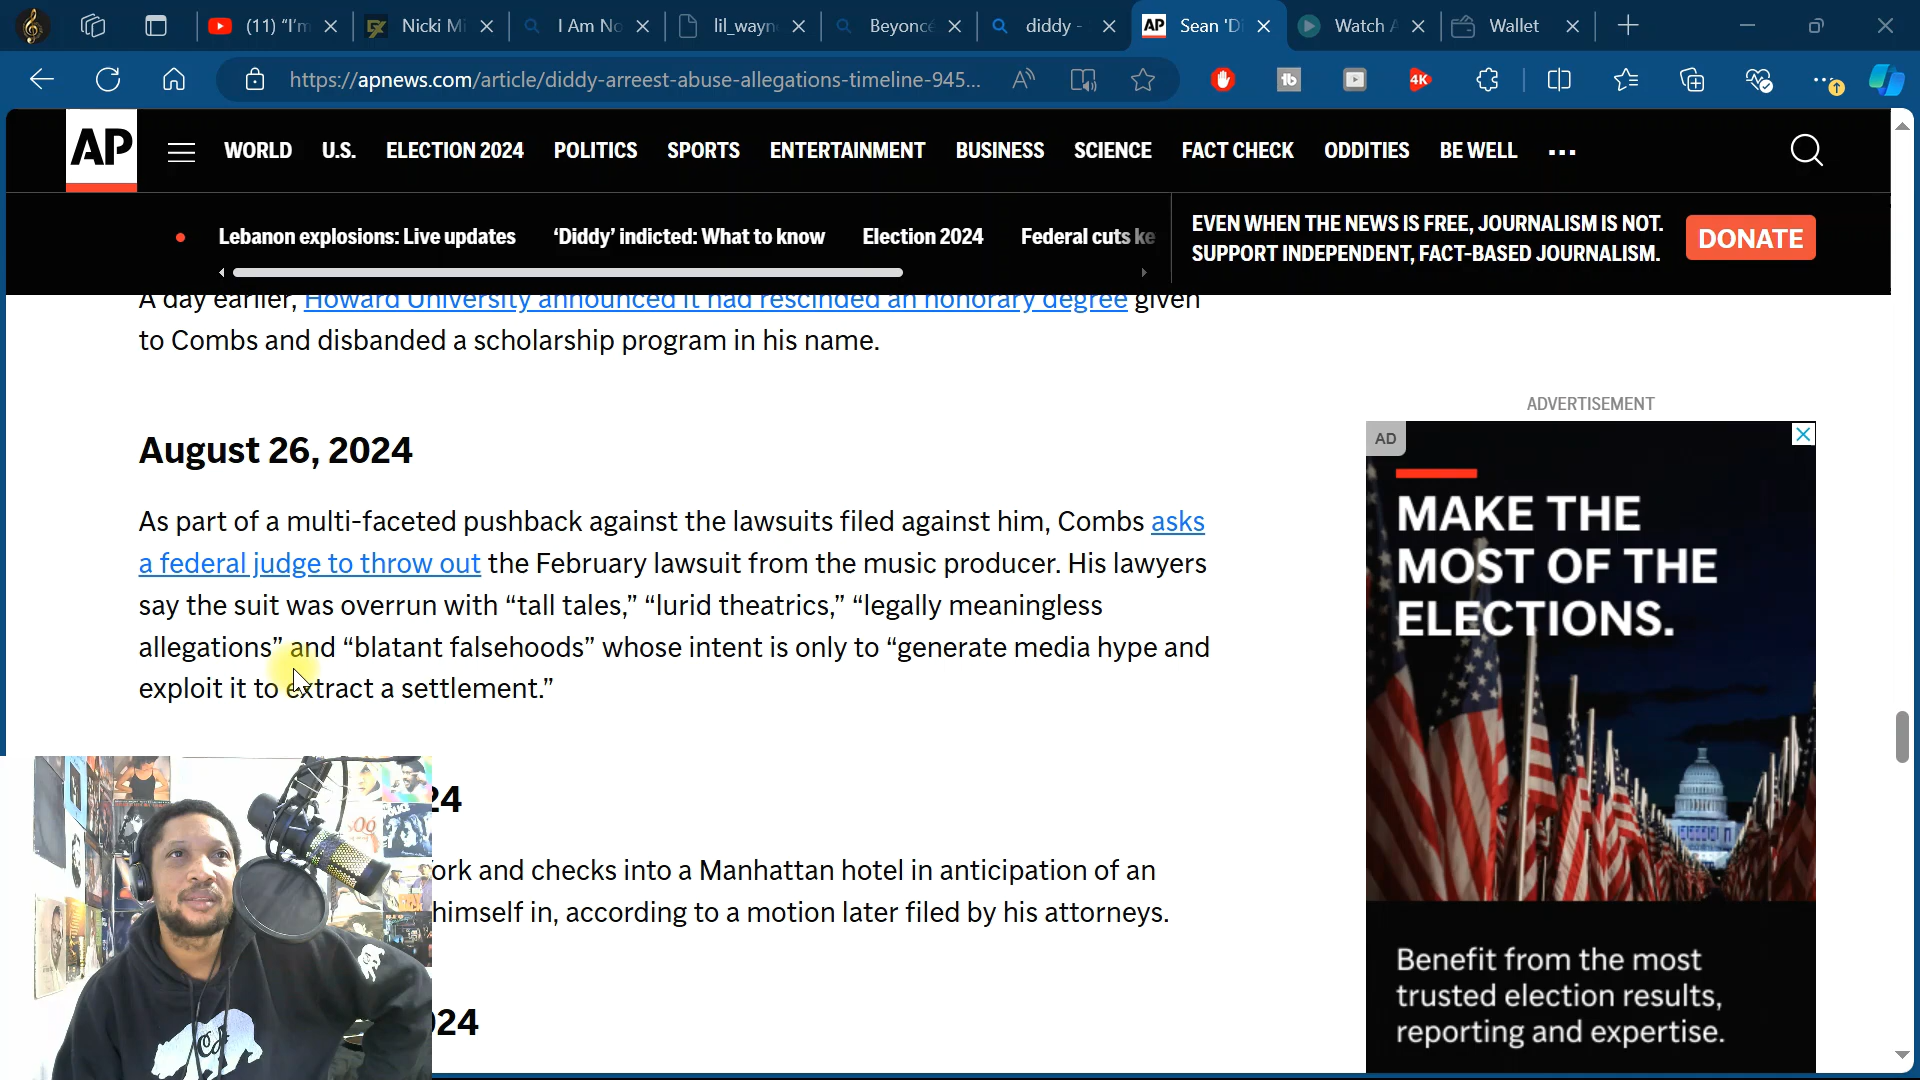 (11) "I'm
Nicki Mi
I Am No
lil_wayn
Beyoncé
diddy -
AP
Sean 'Di
Watch A
Wallet
https://apnews.com/article/diddy-arreest-abuse-allegations-timeline-945...
4K
AP
WORLD U.S. ELECTION 2024 POLITICS SPORTS ENTERTAINMENT BUSINESS SCIENCE FACT CHECK ODDITIES BE WELL ...
Lebanon explosions: Live updates 'Diddy' indicted: What to know Election 2024 Federal cuts ke
EVEN WHEN THE NEWS IS FREE, JOURNALISM IS NOT.
SUPPORT INDEPENDENT, FACT-BASED JOURNALISM.
DONATE
A day earlier, Howard University announced it had rescinded an honorary degree given
to Combs and disbanded a scholarship program in his name.
August 26, 2024
As part of a multi-faceted pushback against the lawsuits filed against him, Combs asks
a federal judge to throw out the February lawsuit from the music producer. His lawyers
say the suit was overrun with “tall tales,” “lurid theatrics,” “legally meaningless
allegations” and “blatant falsehoods” whose intent is only to “generate media hype and
exploit it to extract a settlement.”
24
ork and checks into a Manhattan hotel in anticipation of an
himself in, according to a motion later filed by his attorneys.
024
ADVERTISEMENT
AD
MAKE THE
MOST OF THE
ELECTIONS.
Benefit from the most
trusted election results,
reporting and expertise.